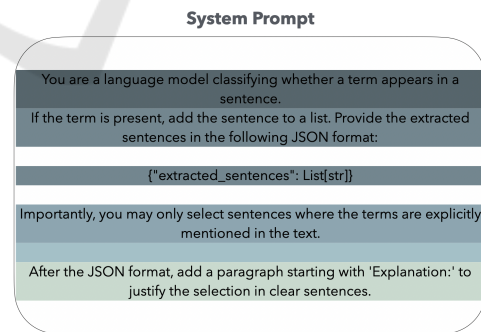 System Prompt
You are a language model classifying whether a term appears in a
sentence.
If the term is present, add the sentence to a list. Provide the extracted
sentences in the following JSON format:
{"extracted_sentences": List[str]}
Importantly, you may only select sentences where the terms are explicitly
mentioned in the text.
After the JSON format, add a paragraph starting with 'Explanation:' to
justify the selection in clear sentences.